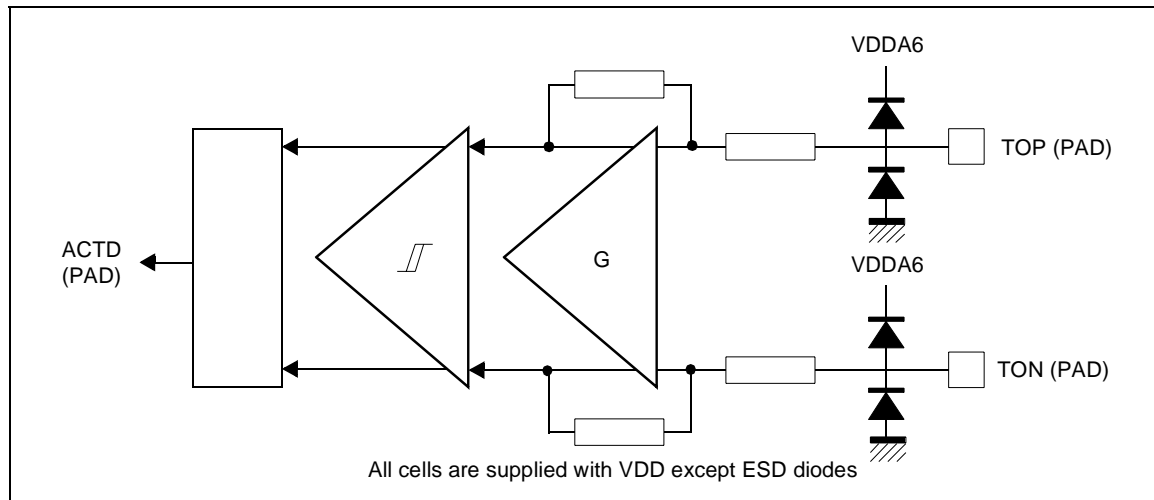 VDDA6
TOP (PAD)
ACTD
(PAD)
G
VDDA6
TON (PAD)
All cells are supplied with VDD except ESD diodes